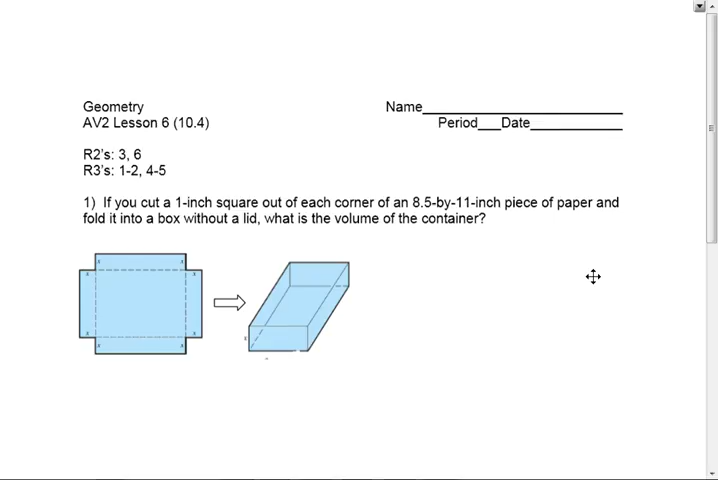 Geometry
Name
AV2 Lesson 6 (10.4)
Period Date
R2's: 3, 6
R3's: 1-2, 4-5
1) If you cut a 1-inch square out of each corner of an 8.5-by-11-inch piece of paper and
fold it into a box without a lid, what is the volume of the container?
x x
x x
x
x x
x x